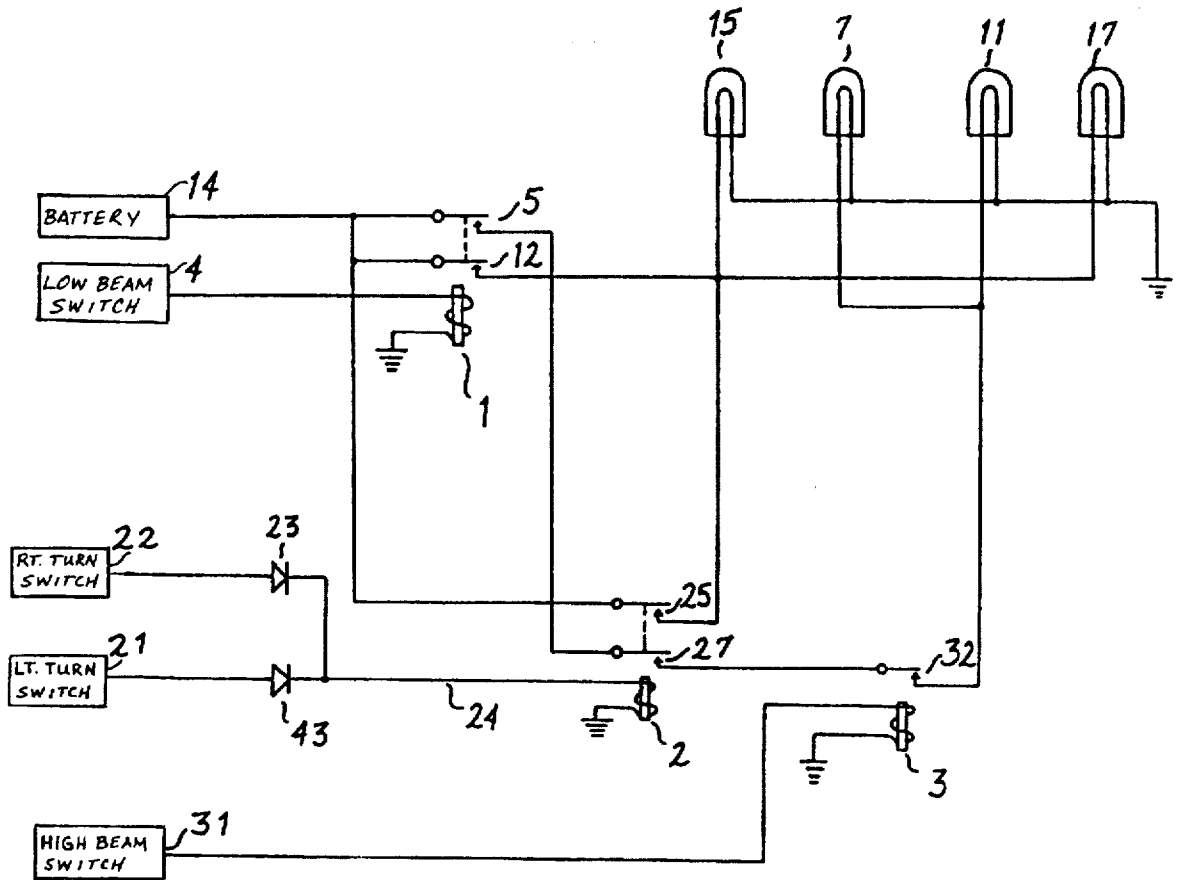 15 7 11 17
14
BATTERY
5
4
12
LOW BEAM
SWITCH
1
23
22
RT. TURN
SWITCH
25
21
27
32
LT. TURN
SWITCH
43
24
2
3
31
HIGH BEAM
SWITCH